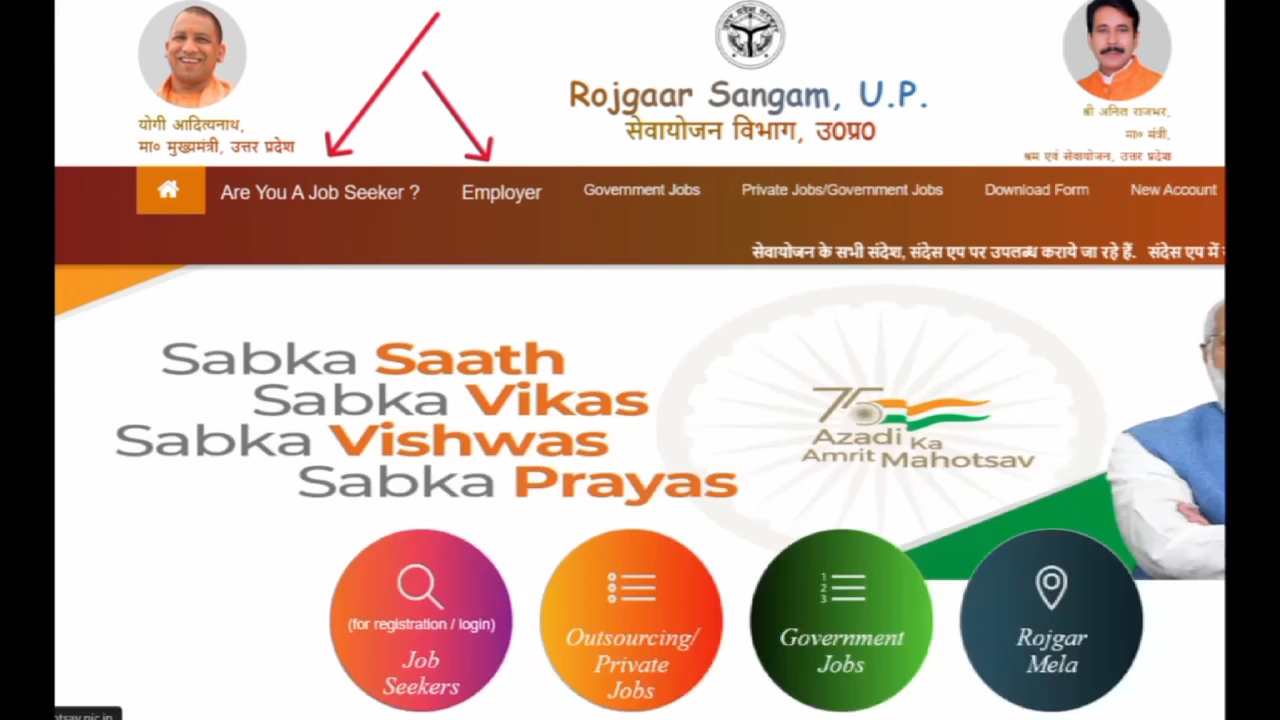 योगी आदित्यनाथ,
मा० मुख्यमंत्री, उत्तर प्रदेश
Rojgaar Sangam, U.P.
सेवायोजन विभाग, उ0प्र0
श्री अनिल राजभर,
मा० मंत्री,
श्रम एवं सेवायोजन, उत्तर प्रदेश
Are You A Job Seeker ? Employer Government Jobs Private Jobs/Government Jobs Download Form New Account
सेवायोजन के सभी संदेश, संदेस एप पर उपलब्ध कराये जा रहे हैं. संदेस एप में
Sabka Saath
Sabka Vikas
Sabka Vishwas
Sabka Prayas
75
Azadi Ka
Amrit Mahotsav
(for registration / login)
Job
Seekers
Outsourcing/
Private
Jobs
1
2
3
Government
Jobs
Rojgar
Mela